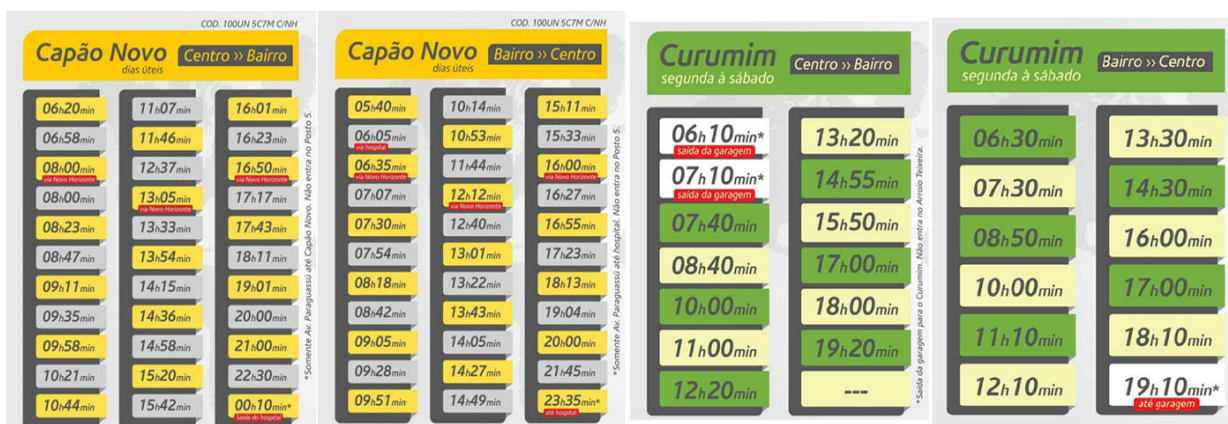 COD. 100UN 5C7M C/NH
Capão Novo
dias úteis
Centro ›› Bairro
06h20min
06h58min
08h00min
via Novo Horizonte
08h00min
08h23min
08h47min
09h11min
09h35min
09h58min
10h21min
10h44min
11h07min
11h46min
12h37min
13h05min
via Novo Horizonte
13h33min
13h54min
14h15min
14h36min
14h58min
15h20min
15h42min
16h01min
16h23min
16h50min
via Novo Horizonte
17h17min
17h43min
18h11min
19h01min
20h00min
21h00min
22h30min
00h10min*
Saída do hospital
*Somente Av. Paraguassú até Capão Novo. Não entra no Posto 5.
COD. 100UN 5C7M C/NH
Capão Novo
dias úteis
Bairro ›› Centro
05h40min
06h05min
via hospital
06h35min
via Novo Horizonte
07h07min
07h30min
07h54min
08h18min
08h42min
09h05min
09h28min
09h51min
10h14min
10h53min
11h44min
12h12min
via Novo Horizonte
12h40min
13h01min
13h22min
13h43min
14h05min
14h27min
14h49min
15h11min
15h33min
16h00min
via Novo Horizonte
16h27min
16h55min
17h23min
18h13min
19h04min
20h00min
21h45min
23h35min*
até hospital
*Somente Av. Paraguassú até hospital. Não entra no Posto 5.
Curumim
segunda à sábado
Centro ›› Bairro
06h10min*
saída da garagem
07h10min*
saída da garagem
07h40min
08h40min
10h00min
11h00min
12h20min
13h20min
14h55min
15h50min
17h00min
18h00min
19h20min
---
*Saída da garagem para o Curumim. Não entra no Arroio Teixeira.
Curumim
segunda à sábado
Bairro ›› Centro
06h30min
07h30min
08h50min
10h00min
11h10min
12h10min
13h30min
14h30min
16h00min
17h00min
18h10min
19h10min*
até garagem